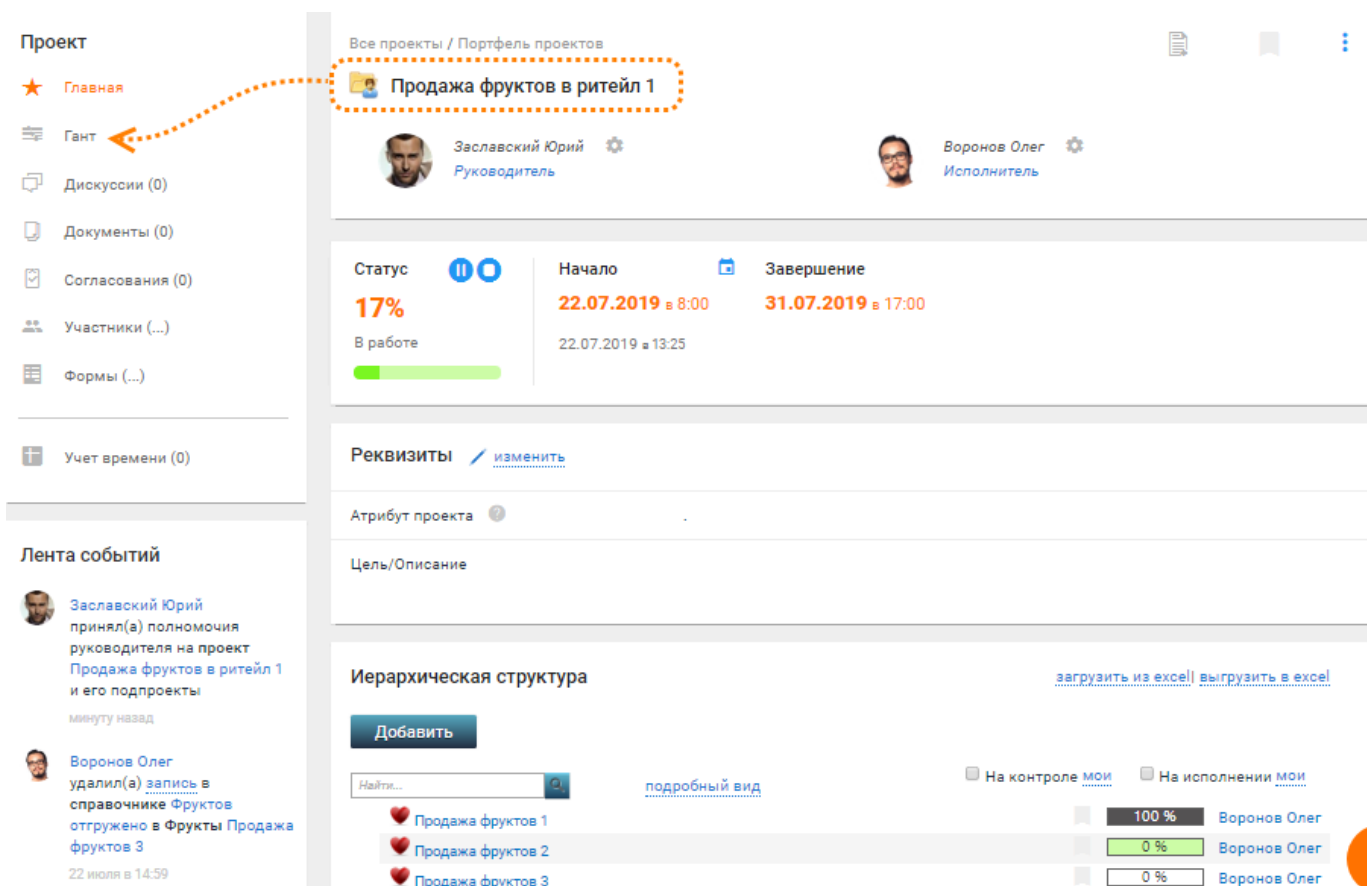 Проект
Главная
Гант
Дискуссии (0)
Документы (0)
Согласования (0)
Участники (...)
Формы (...)
Учет времени (0)
Лента событий
Заславский Юрий
принял(а) полномочия
руководителя на проект
Продажа фруктов в ритейл 1
и его подпроекты
минуту назад
Воронов Олег
удалил(а) запись в
справочнике Фруктов
отгружено в Фрукты Продажа
фруктов 3
22 июля в 14:59
Все проекты / Портфель проектов
Продажа фруктов в ритейл 1
Заславский Юрий
Руководитель
Воронов Олег
Исполнитель
Статус
17%
В работе
Начало
22.07.2019 в 8:00
22.07.2019 в 13:25
Завершение
31.07.2019 в 17:00
Реквизиты изменить
Атрибут проекта ? .
Цель/Описание
Иерархическая структура загрузить из excel| выгрузить в excel
Добавить
Найти... подробный вид На контроле мои На исполнении мои
Продажа фруктов 1 100 % Воронов Олег
Продажа фруктов 2 0 % Воронов Олег
Продажа фруктов 3 0 % Воронов Олег